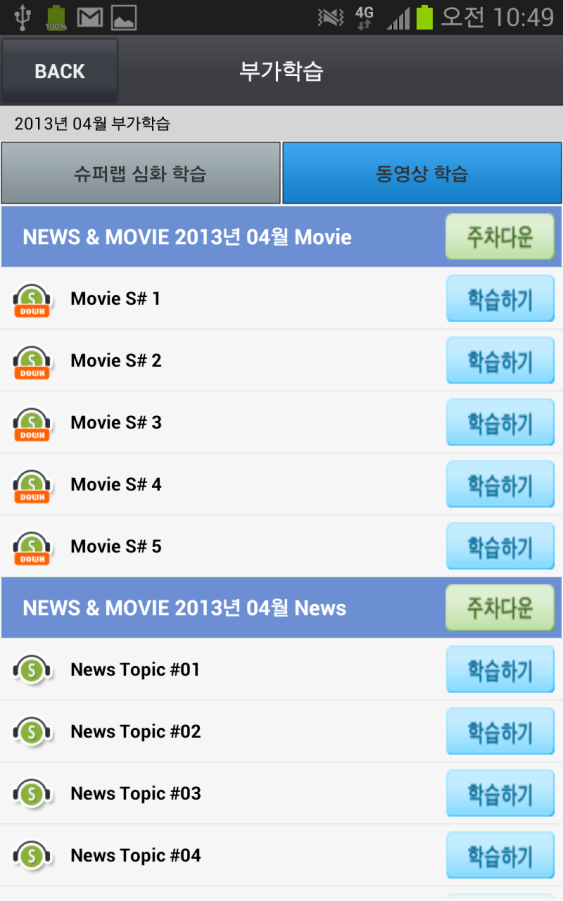 100%
4G
오전 10:49
BACK
부가학습
2013년 04월 부가학습
슈퍼랩 심화 학습
동영상 학습
NEWS & MOVIE 2013년 04월 Movie
주차다운
S DOWN
Movie S# 1
학습하기
S DOWN
Movie S# 2
학습하기
S DOWN
Movie S# 3
학습하기
S DOWN
Movie S# 4
학습하기
S DOWN
Movie S# 5
학습하기
NEWS & MOVIE 2013년 04월 News
주차다운
S
News Topic #01
학습하기
S
News Topic #02
학습하기
S
News Topic #03
학습하기
S
News Topic #04
학습하기